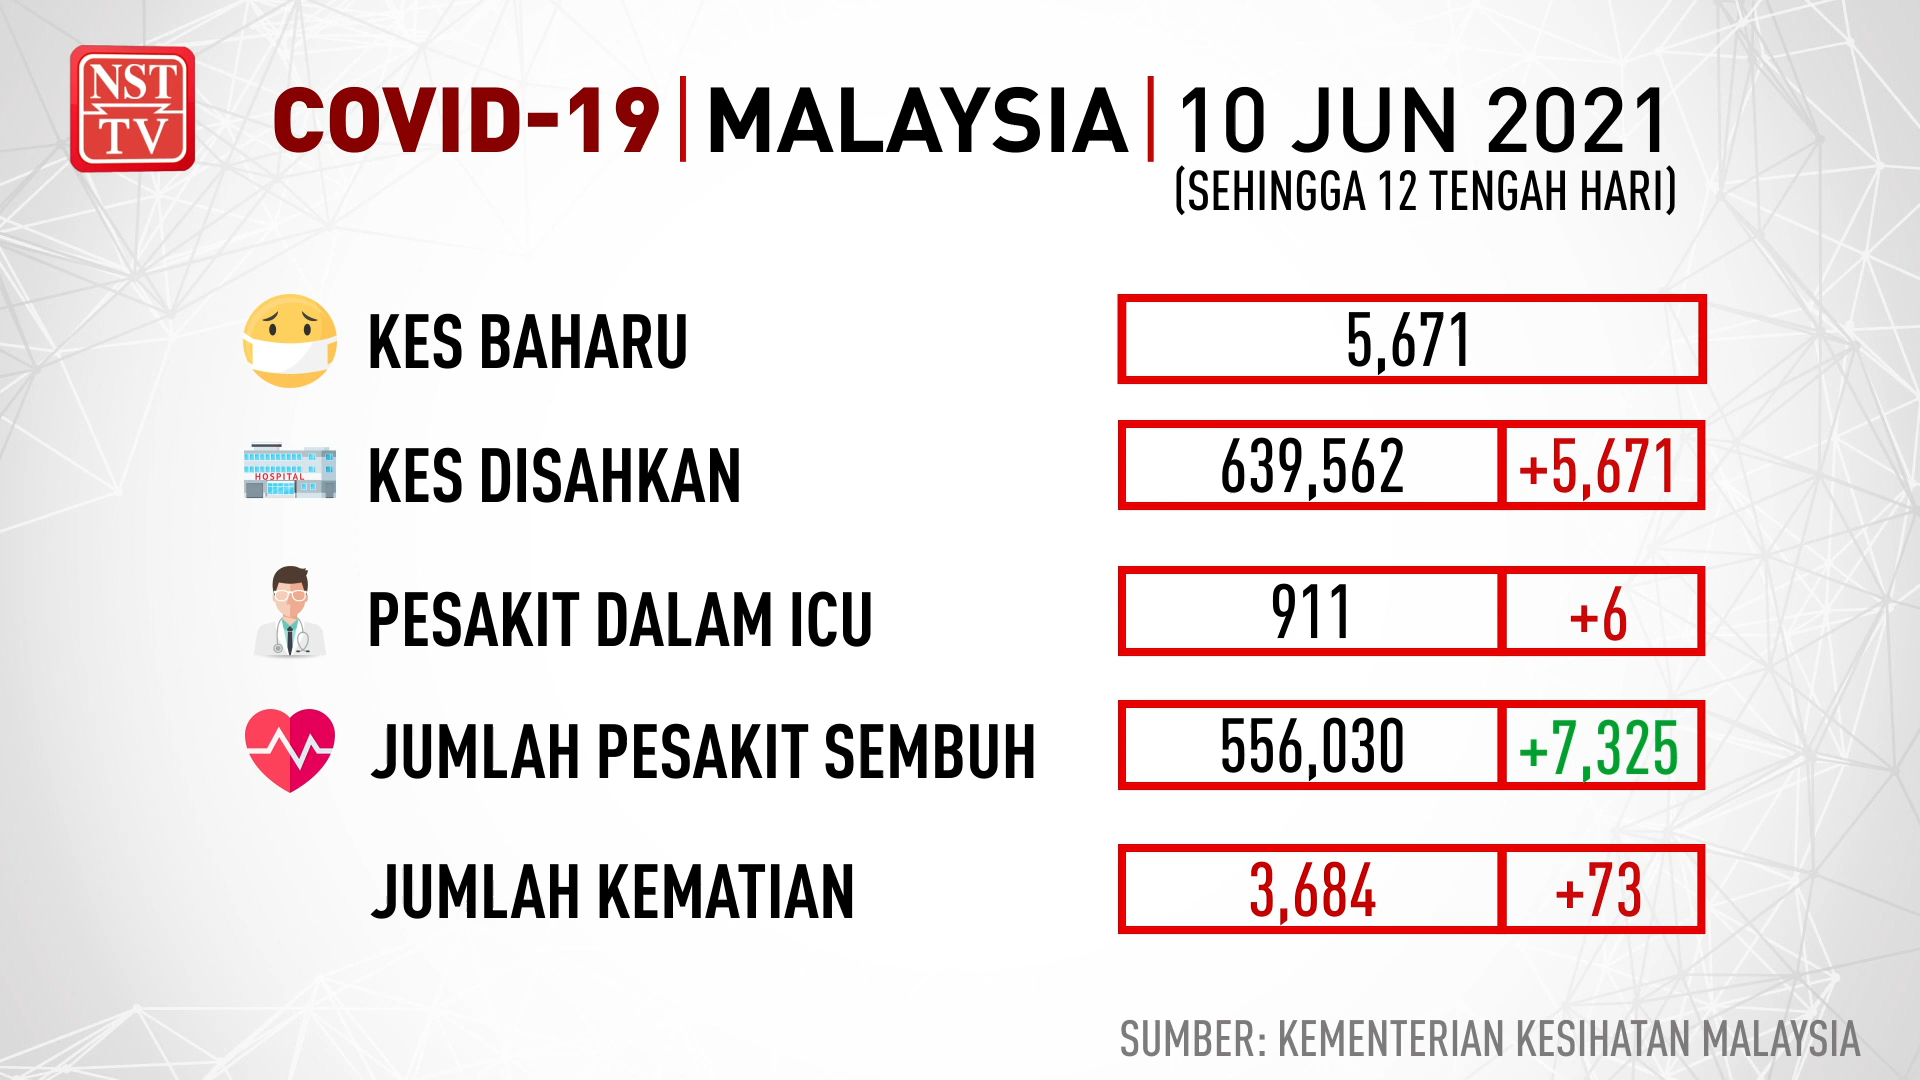 NST
TV
COVID-19 | MALAYSIA | 10 JUN 2021
(SEHINGGA 12 TENGAH HARI)
KES BAHARU 5,671
HOSPITAL
KES DISAHKAN 639,562 +5,671
PESAKIT DALAM ICU 911 +6
JUMLAH PESAKIT SEMBUH 556,030 +7,325
JUMLAH KEMATIAN 3,684 +73
SUMBER: KEMENTERIAN KESIHATAN MALAYSIA